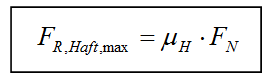 F_{R,Haft,max} = μ_H · F_N